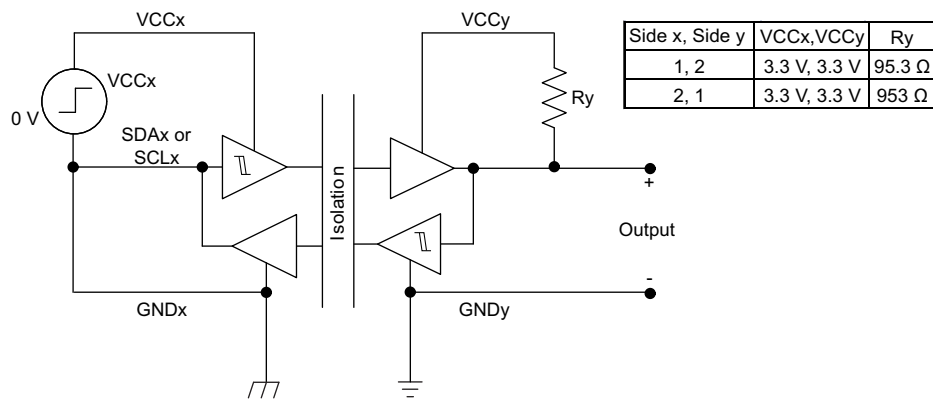 VCCx
VCCy
VCCx
0 V
SDAx or
SCLx
Isolation
Ry
+
Output
-
GNDx
GNDy
Side x, Side y VCCx,VCCy Ry
1, 2 3.3 V, 3.3 V 95.3 Ω
2, 1 3.3 V, 3.3 V 953 Ω